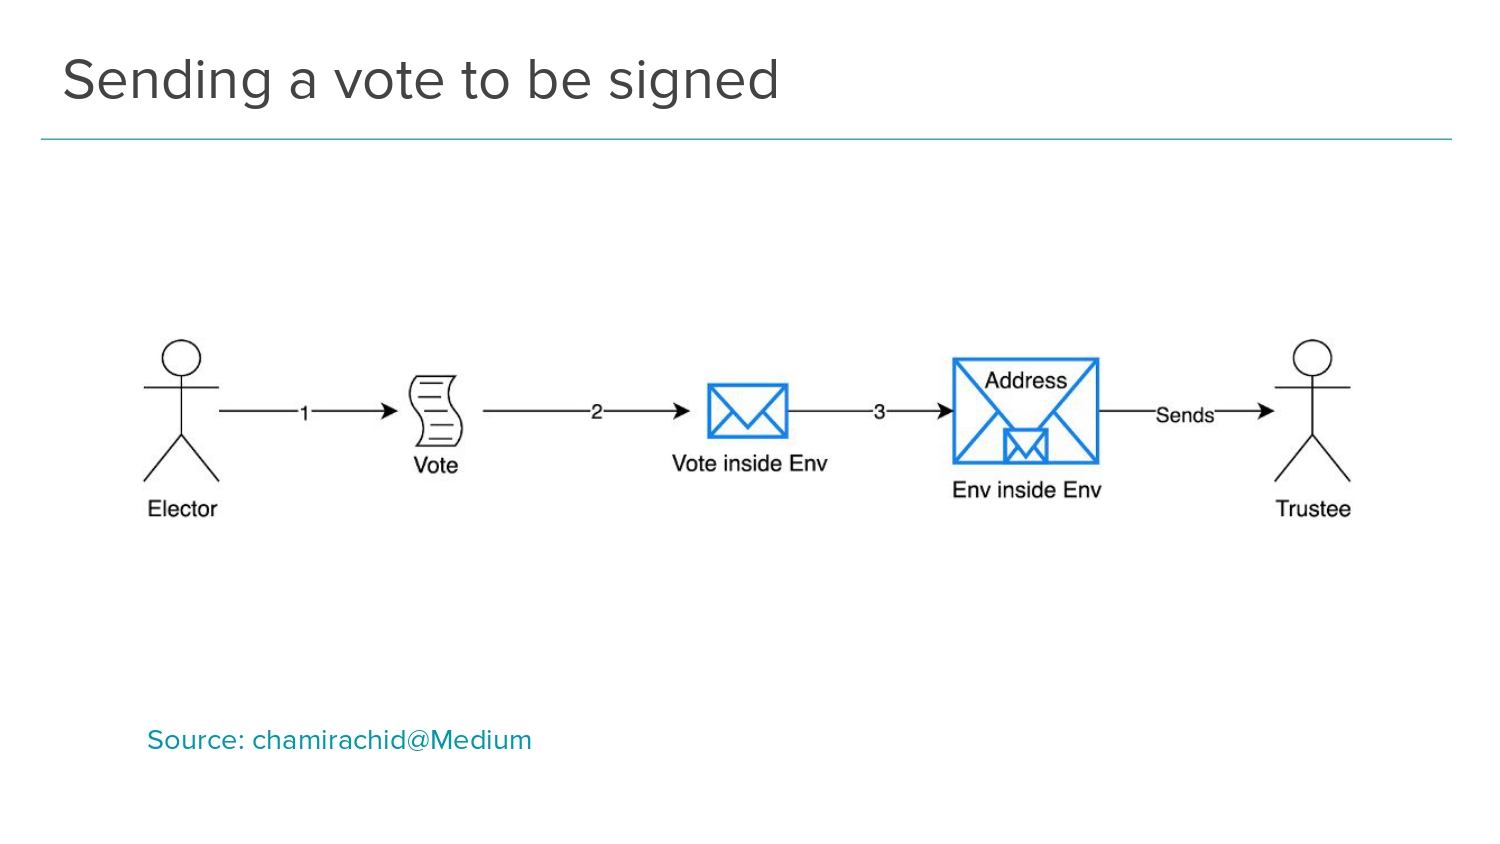 Sending a vote to be signed
1
2
3
Address
Sends
Vote
Vote inside Env
Env inside Env
Elector
Trustee
Source: chamirachid@Medium